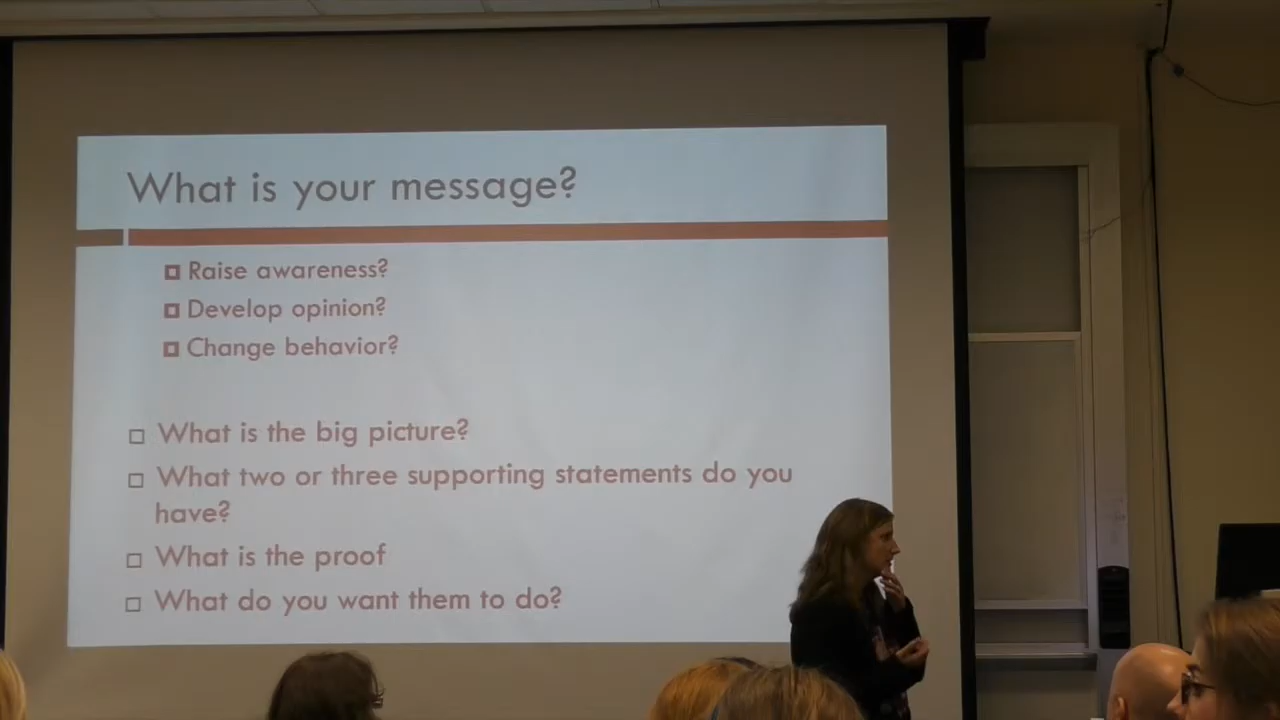 What is your message?
Raise awareness?
Develop opinion?
Change behavior?
What is the big picture?
What two or three supporting statements do you
have?
What is the proof
What do you want them to do?